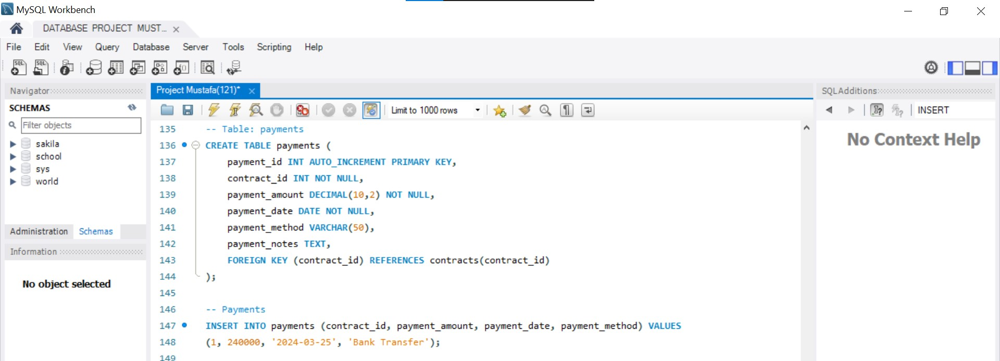 MySQL Workbench
DATABASE PROJECT MUST...
File Edit View Query Database Server Tools Scripting Help
Navigator
SCHEMAS
Filter objects
sakila
school
sys
world
Administration Schemas
Information
No object selected
Project Mustafa(121)*
Limit to 1000 rows
135 -- Table: payments
136 CREATE TABLE payments (
137 payment_id INT AUTO_INCREMENT PRIMARY KEY,
138 contract_id INT NOT NULL,
139 payment_amount DECIMAL(10,2) NOT NULL,
140 payment_date DATE NOT NULL,
141 payment_method VARCHAR(50),
142 payment_notes TEXT,
143 FOREIGN KEY (contract_id) REFERENCES contracts(contract_id)
144 );
145
146 -- Payments
147 INSERT INTO payments (contract_id, payment_amount, payment_date, payment_method) VALUES
148 (1, 240000, '2024-03-25', 'Bank Transfer');
149
SQLAdditions
INSERT
No Context Help